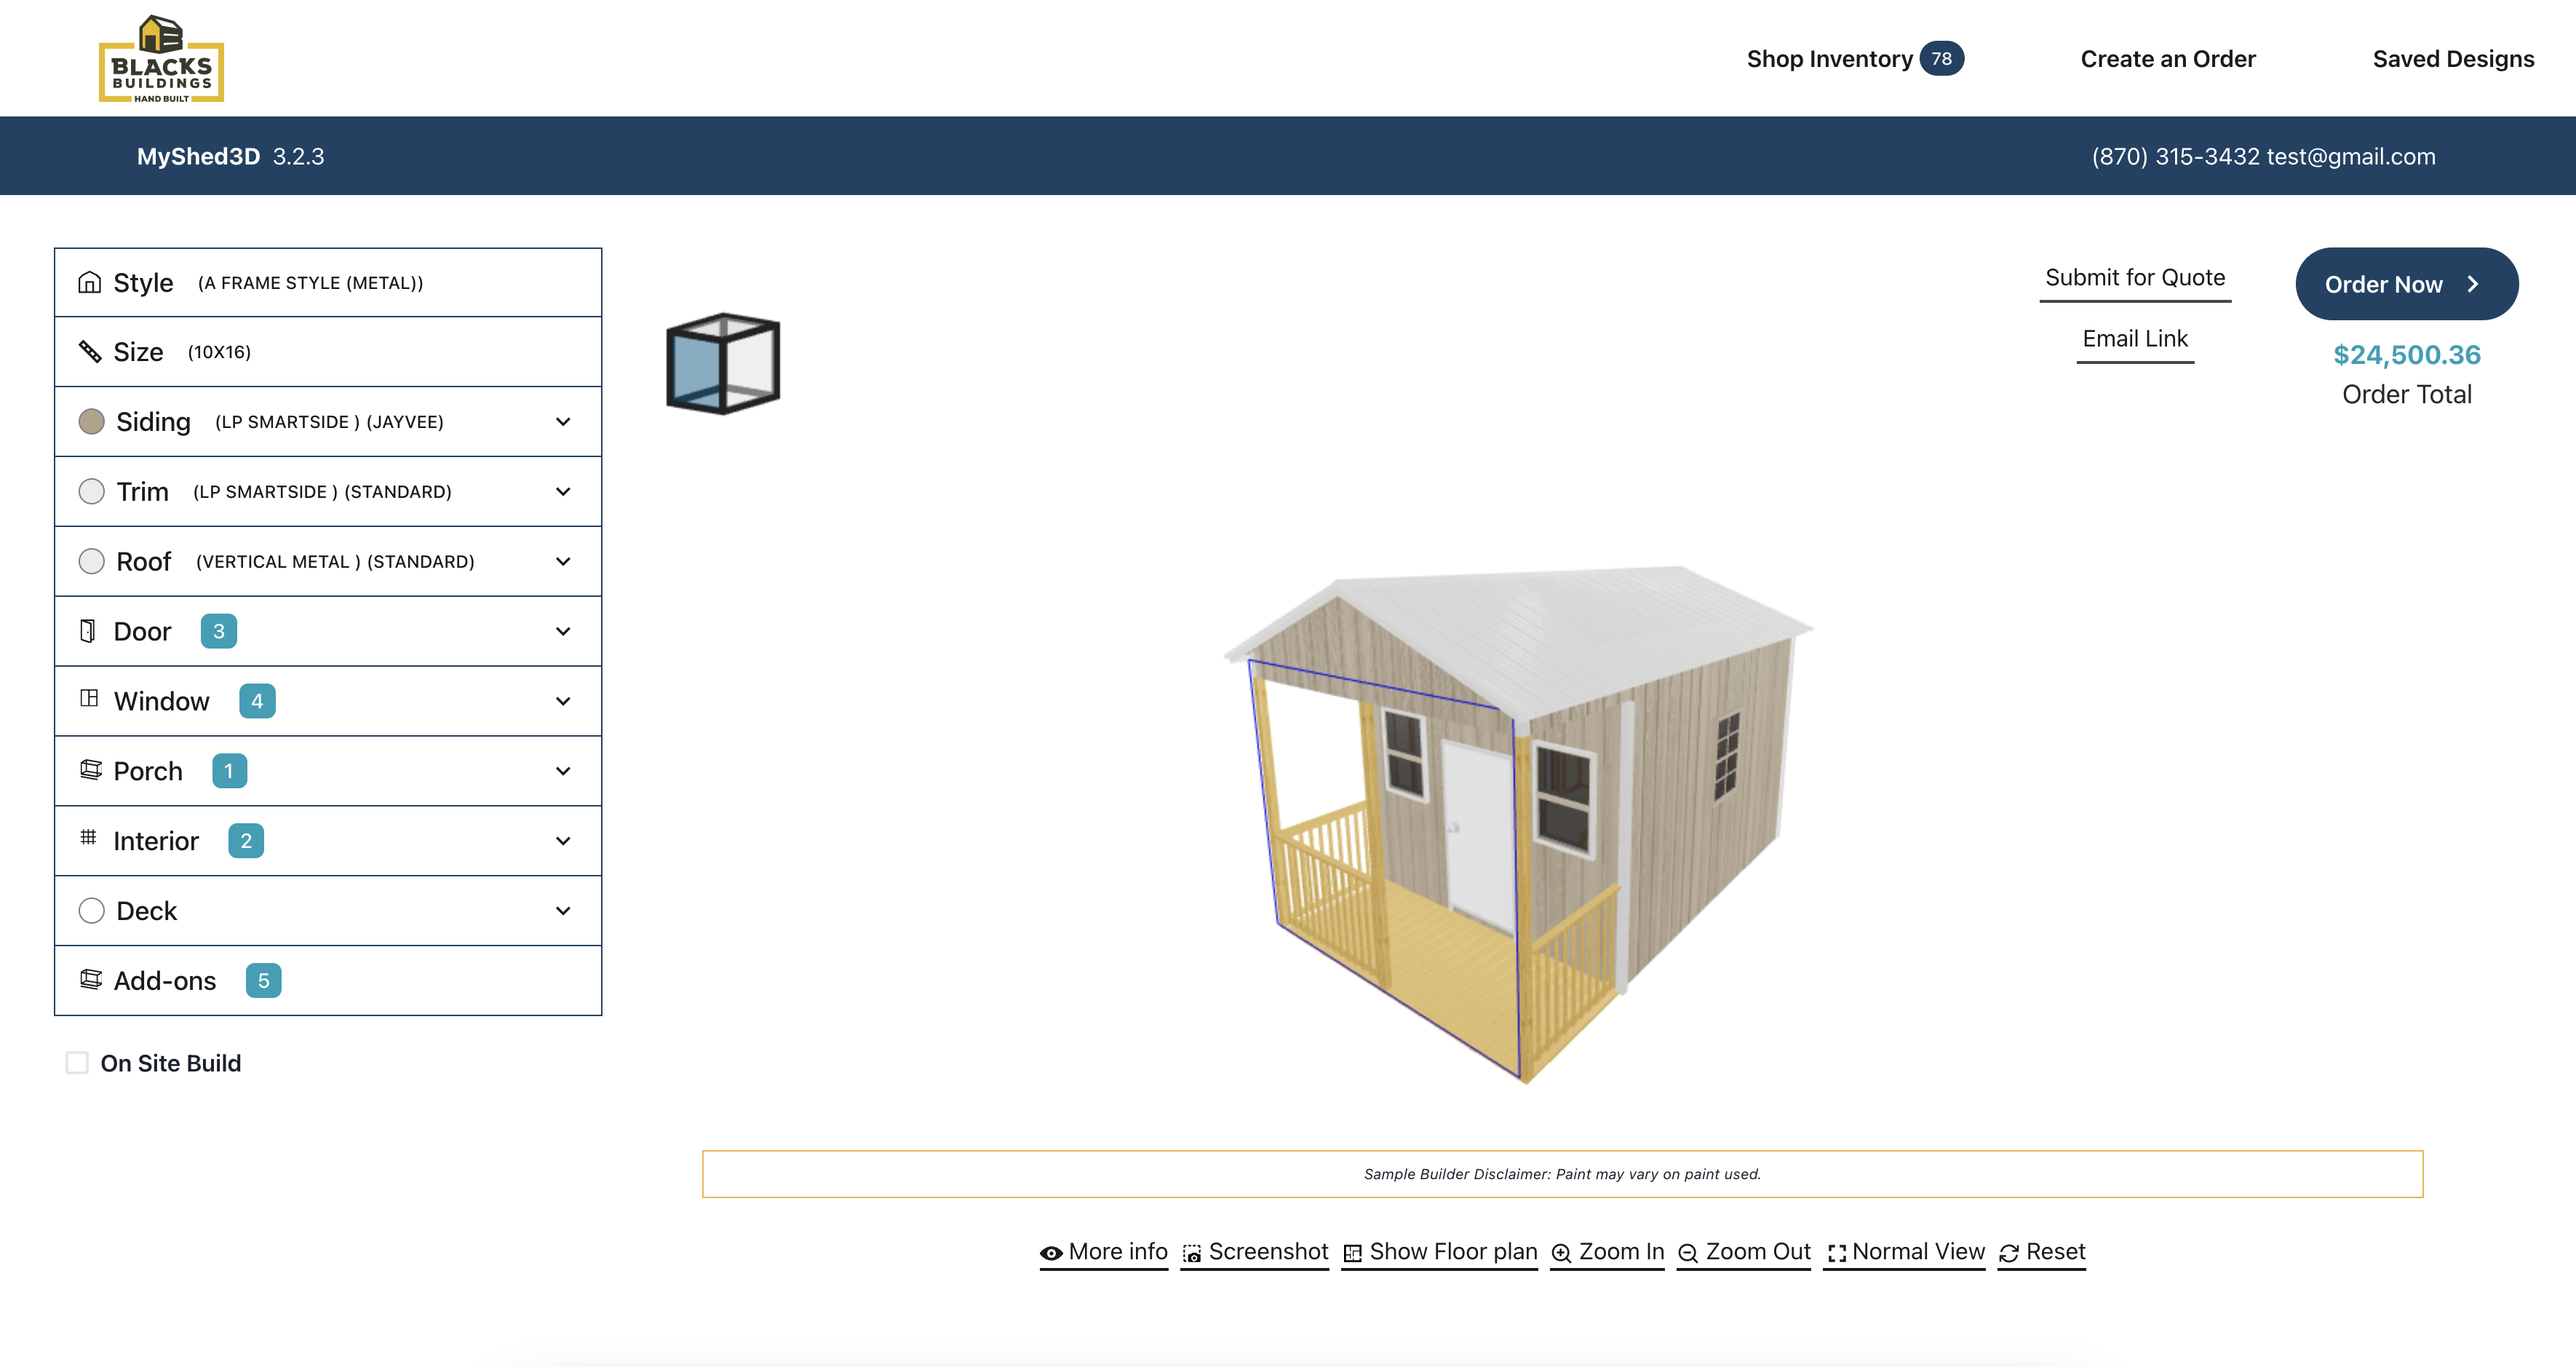 BLACKS
BUILDINGS
HAND BUILT
Shop Inventory 78
Create an Order
Saved Designs
MyShed3D 3.2.3
(870) 315-3432 test@gmail.com
Style (A FRAME STYLE (METAL))
Size (10X16)
Siding (LP SMARTSIDE ) (JAYVEE)
Trim (LP SMARTSIDE ) (STANDARD)
Roof (VERTICAL METAL ) (STANDARD)
Door 3
Window 4
Porch 1
Interior 2
Deck
Add-ons 5
On Site Build
Submit for Quote
Email Link
Order Now
$24,500.36
Order Total
Sample Builder Disclaimer: Paint may vary on paint used.
More info Screenshot Show Floor plan Zoom In Zoom Out Normal View Reset